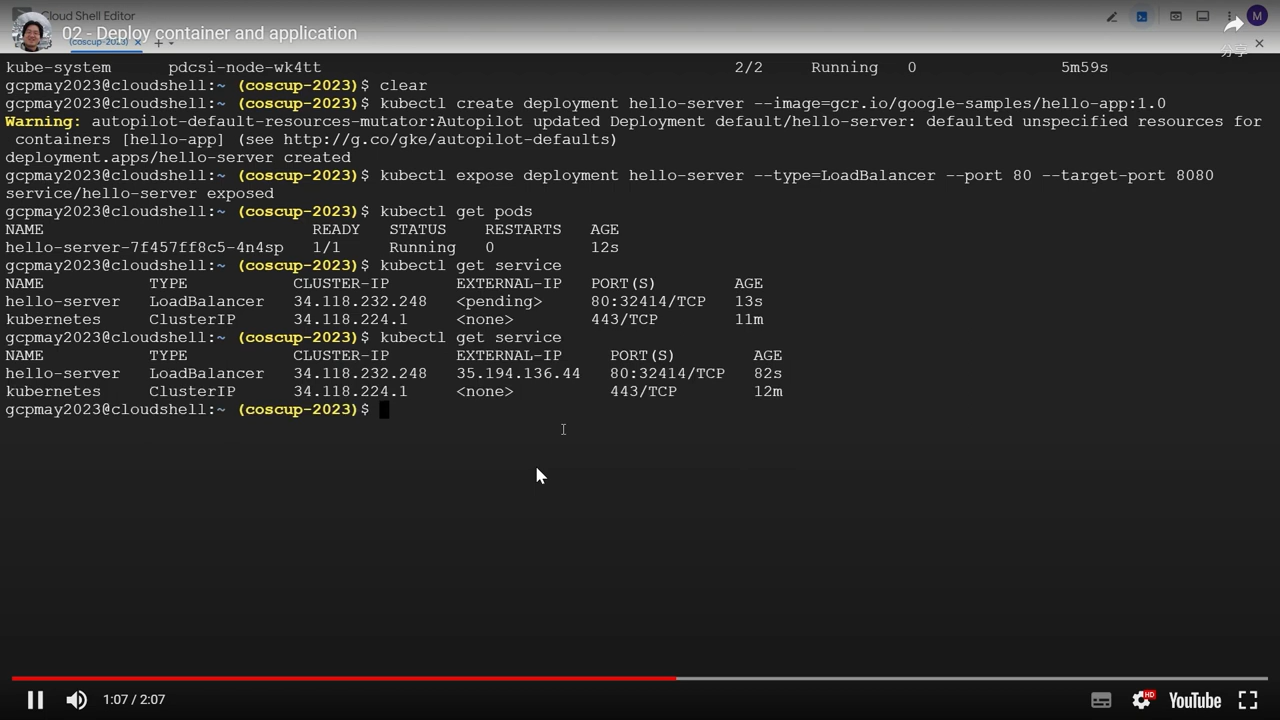 Cloud Shell Editor
M
02 - Deploy container and application
分享
(coscup-2013) × + ▾
kube-system pdcsi-node-wk4tt 2/2 Running 0 5m59s
gcpmay2023@cloudshell:~ (coscup-2023)$ clear
gcpmay2023@cloudshell:~ (coscup-2023)$ kubectl create deployment hello-server --image=gcr.io/google-samples/hello-app:1.0
Warning: autopilot-default-resources-mutator:Autopilot updated Deployment default/hello-server: defaulted unspecified resources for
containers [hello-app] (see http://g.co/gke/autopilot-defaults)
deployment.apps/hello-server created
gcpmay2023@cloudshell:~ (coscup-2023)$ kubectl expose deployment hello-server --type=LoadBalancer --port 80 --target-port 8080
service/hello-server exposed
gcpmay2023@cloudshell:~ (coscup-2023)$ kubectl get pods
NAME READY STATUS RESTARTS AGE
hello-server-7f457ff8c5-4n4sp 1/1 Running 0 12s
gcpmay2023@cloudshell:~ (coscup-2023)$ kubectl get service
NAME TYPE CLUSTER-IP EXTERNAL-IP PORT(S) AGE
hello-server LoadBalancer 34.118.232.248 <pending> 80:32414/TCP 13s
kubernetes ClusterIP 34.118.224.1 <none> 443/TCP 11m
gcpmay2023@cloudshell:~ (coscup-2023)$ kubectl get service
NAME TYPE CLUSTER-IP EXTERNAL-IP PORT(S) AGE
hello-server LoadBalancer 34.118.232.248 35.194.136.44 80:32414/TCP 82s
kubernetes ClusterIP 34.118.224.1 <none> 443/TCP 12m
gcpmay2023@cloudshell:~ (coscup-2023)$
1:07 / 2:07
HD
YouTube